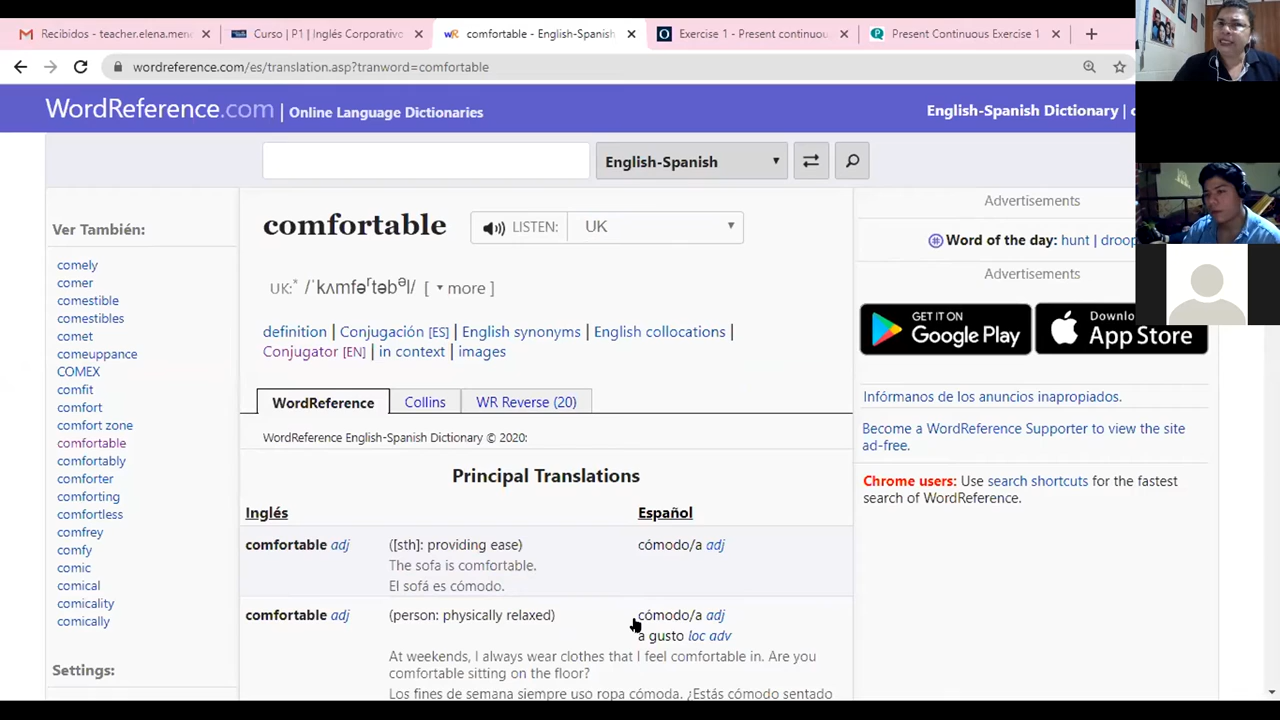 Recibidos - teacher.elena.men
Curso | P1 | Inglés Corporativo
wR comfortable - English-Spanish
Exercise 1 - Present continuou
Present Continuous Exercise 1
wordreference.com/es/translation.asp?tranword=comfortable
WordReference.com | Online Language Dictionaries
English-Spanish Dictionary |
English-Spanish
Ver También:
comely
comer
comestible
comestibles
comet
comeuppance
COMEX
comfit
comfort
comfort zone
comfortable
comfortably
comforter
comforting
comfortless
comfrey
comfy
comic
comical
comicality
comically
Settings:
comfortable
LISTEN:
UK
UK:* /ˈkʌmfəʳtəbəl/ [ ▾ more ]
definition | Conjugación [ES] | English synonyms | English collocations |
Conjugator [EN] | in context | images
WordReference
Collins
WR Reverse (20)
WordReference English-Spanish Dictionary © 2020:
Principal Translations
Inglés Español
comfortable adj ([sth]: providing ease) cómodo/a adj
The sofa is comfortable.
El sofá es cómodo.
comfortable adj (person: physically relaxed) cómodo/a adj
a gusto loc adv
At weekends, I always wear clothes that I feel comfortable in. Are you
comfortable sitting on the floor?
Los fines de semana siempre uso ropa cómoda. ¿Estás cómodo sentado
Advertisements
Word of the day: hunt | droop
Advertisements
GET IT ON
Google Play
Downlo
App Store
Infórmanos de los anuncios inapropiados.
Become a WordReference Supporter to view the site
ad-free.
Chrome users: Use search shortcuts for the fastest
search of WordReference.